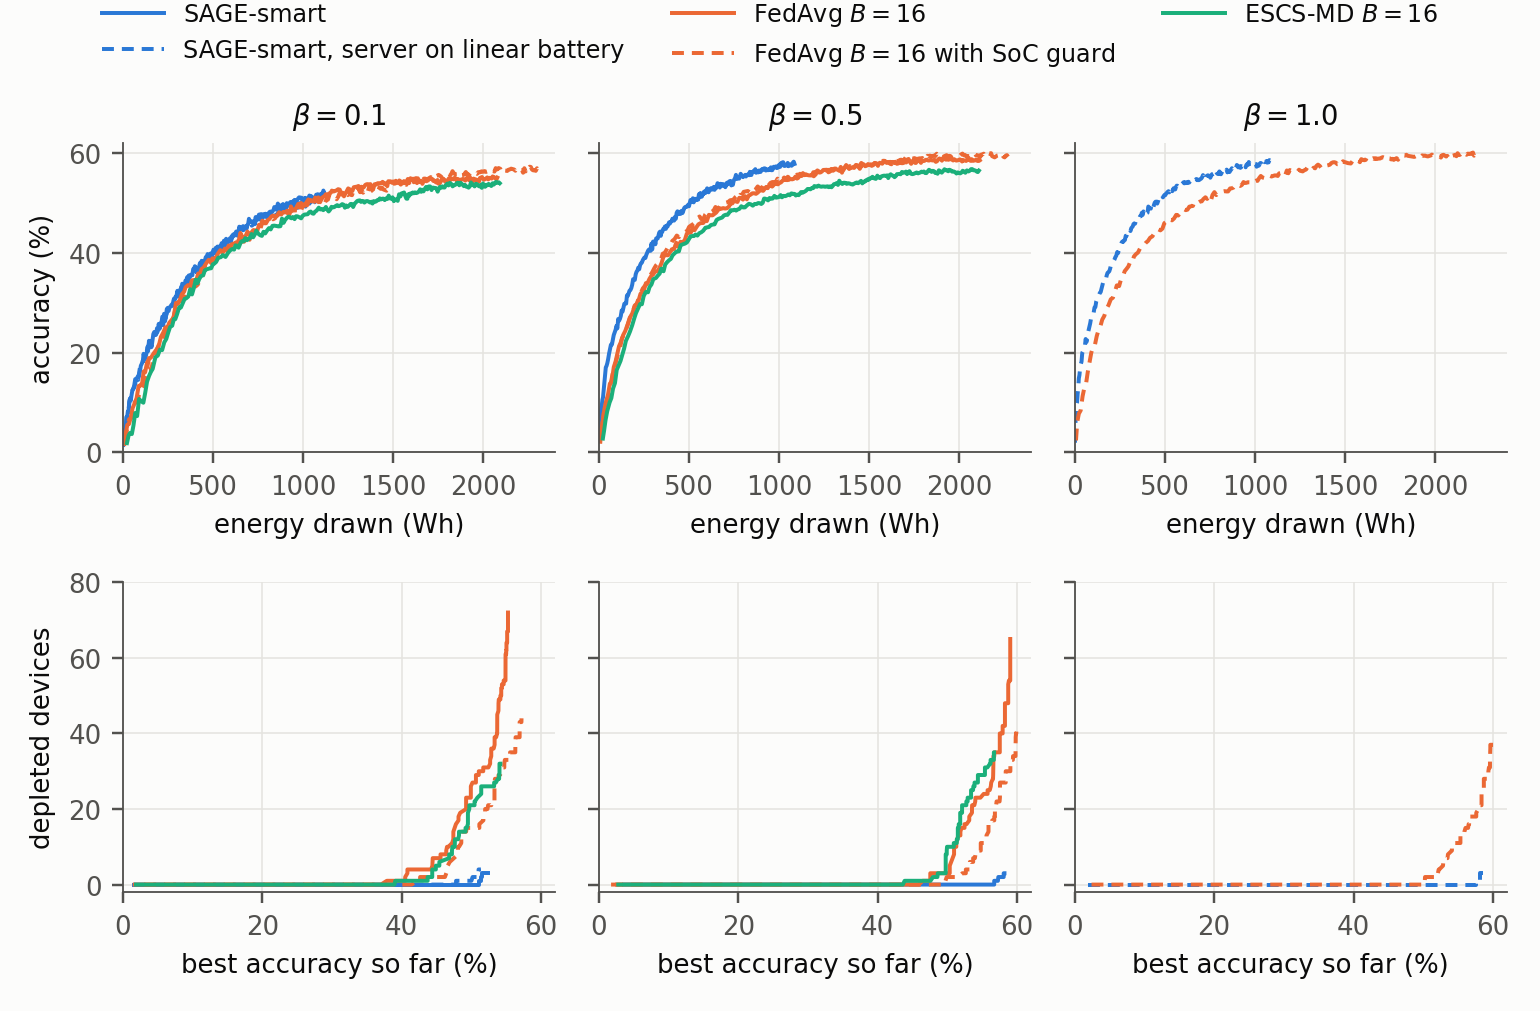 SAGE-smart
FedAvg B = 16
ESCS-MD B = 16
SAGE-smart, server on linear battery
FedAvg B = 16 with SoC guard
β = 0.1
β = 0.5
β = 1.0
60
40
20
0
accuracy (%)
0 500 1000 1500 2000
0 500 1000 1500 2000
0 500 1000 1500 2000
energy drawn (Wh)
energy drawn (Wh)
energy drawn (Wh)
80
60
40
20
0
depleted devices
0 20 40 60
0 20 40 60
0 20 40 60
best accuracy so far (%)
best accuracy so far (%)
best accuracy so far (%)